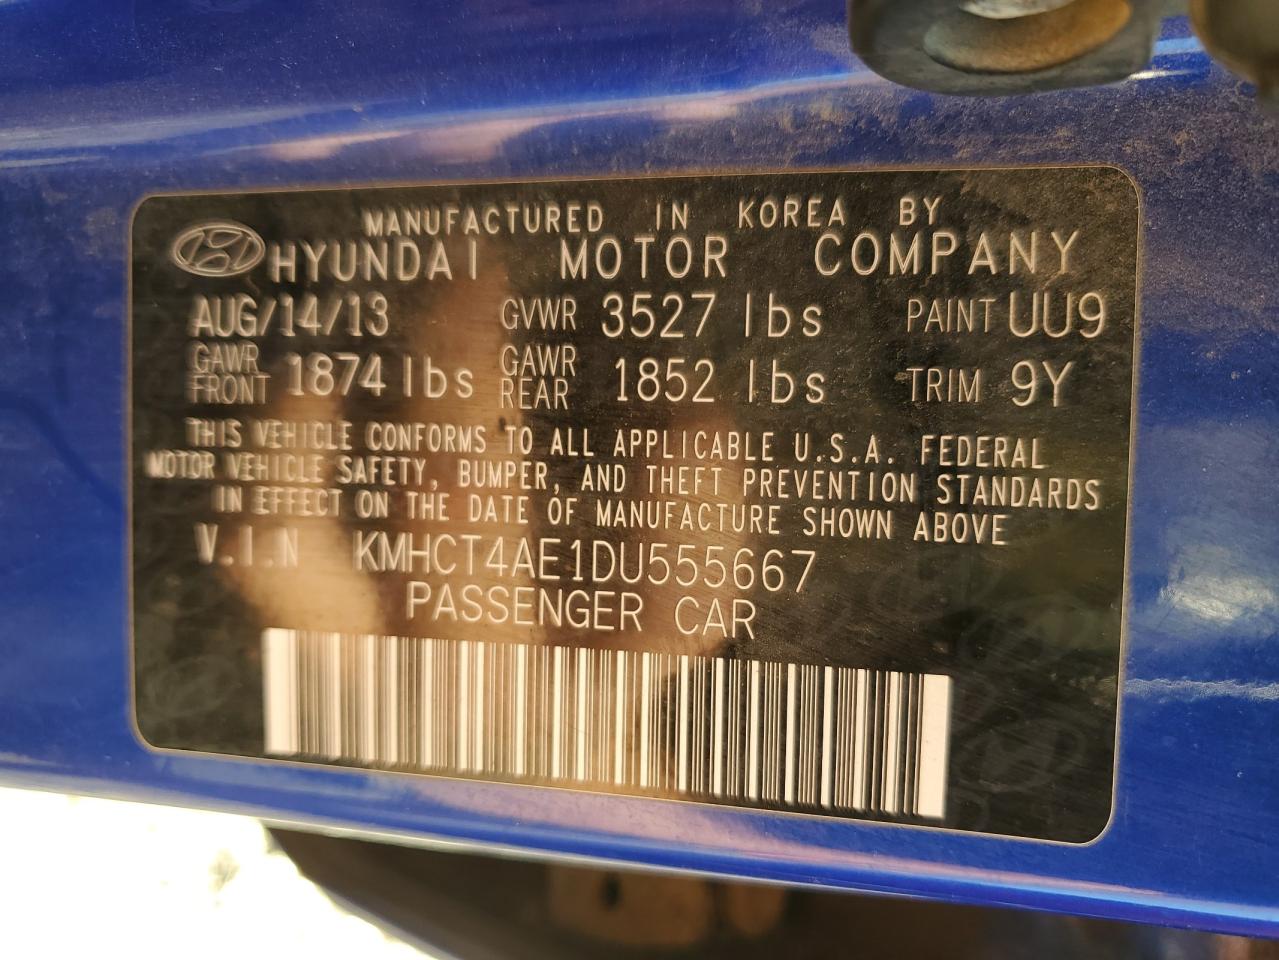 MANUFACTURED IN KOREA BY
HYUNDAI MOTOR COMPANY
AUG/14/13 GVWR 3527 lbs PAINT UU9
GAWR FRONT 1874 lbs GAWR REAR 1852 lbs TRIM 9Y
THIS VEHICLE CONFORMS TO ALL APPLICABLE U.S.A. FEDERAL
MOTOR VEHICLE SAFETY, BUMPER, AND THEFT PREVENTION STANDARDS
IN EFFECT ON THE DATE OF MANUFACTURE SHOWN ABOVE
V.I.N KMHCT4AE1DU555667
PASSENGER CAR